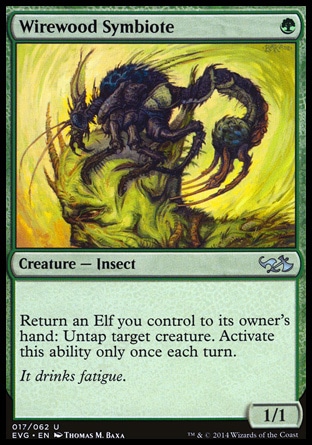 Wirewood Symbiote
Creature — Insect
Return an Elf you control to its owner's
hand: Untap target creature. Activate
this ability only once each turn.
It drinks fatigue.
017/062 U
EVG • EN Thomas M. Baxa
™ & © 2014 Wizards of the Coast
1/1